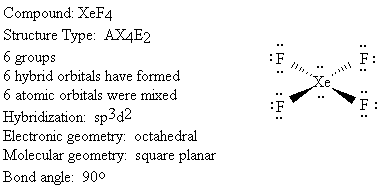 Compound: XeF4
Structure Type:  AX4E2
6 groups
6 hybrid orbitals have formed
6 atomic orbitals were mixed
Hybridization:  sp3d2
Electronic geometry:  octahedral
Molecular geometry:  square planar
Bond angle:  90º
F F
Xe
F F